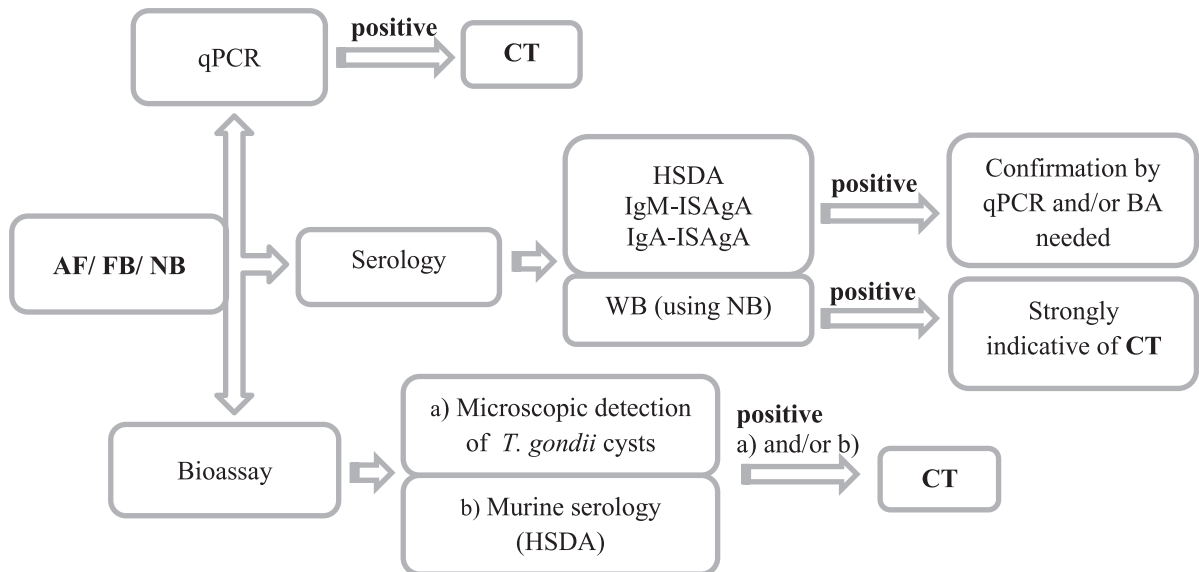 qPCR
positive
CT
AF/ FB/ NB
Serology
HSDA
IgM-ISAgA
IgA-ISAgA
positive
Confirmation by
qPCR and/or BA
needed
WB (using NB)
positive
Strongly
indicative of CT
Bioassay
a) Microscopic detection
of T. gondii cysts
b) Murine serology
(HSDA)
positive
a) and/or b)
CT